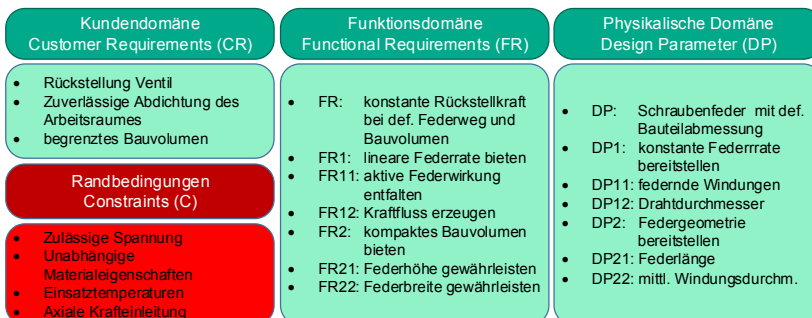 Kundendomäne
Customer Requirements (CR)
• Rückstellung Ventil
• Zuverlässige Abdichtung des
Arbeitsraumes
• begrenztes Bauvolumen
Randbedingungen
Constraints (C)
• Zulässige Spannung
• Unabhängige
Materialeigenschaften
• Einsatztemperaturen
• Axiale Krafteinleitung
Funktionsdomäne
Functional Requirements (FR)
• FR: konstante Rückstellkraft
bei def. Federweg und
Bauvolumen
• FR1: lineare Federrate bieten
• FR11: aktive Federwirkung
entfalten
• FR12: Kraftfluss erzeugen
• FR2: kompaktes Bauvolumen
bieten
• FR21: Federhöhe gewährleisten
• FR22: Federbreite gewährleisten
Physikalische Domäne
Design Parameter (DP)
• DP: Schraubenfeder mit def.
Bauteilabmessung
• DP1: konstante Federrrate
bereitstellen
• DP11: federnde Windungen
• DP12: Drahtdurchmesser
• DP2: Federgeometrie
bereitstellen
• DP21: Federlänge
• DP22: mittl. Windungsdurchm.